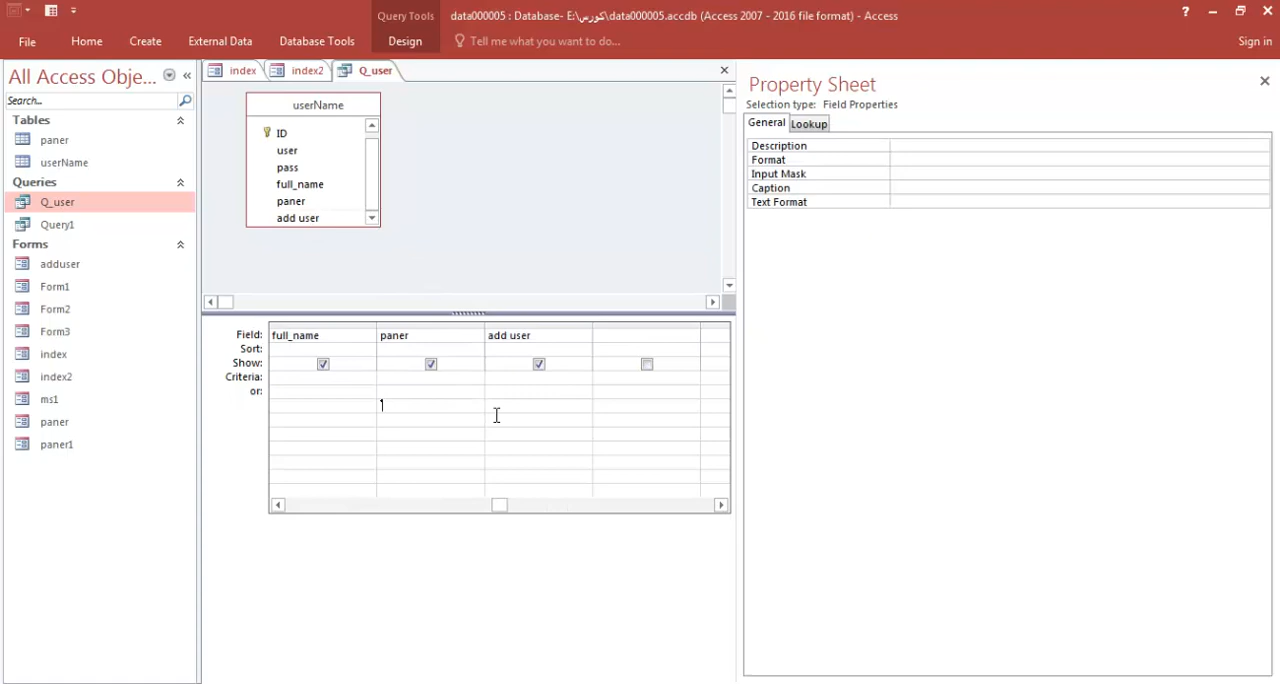 Query Tools
data000005 : Database- E:\كورس\data000005.accdb (Access 2007 - 2016 file format) - Access
?
File
Home
Create
External Data
Database Tools
Design
Tell me what you want to do...
Sign in
All Access Obje... «
Search...
Tables
paner
userName
Queries
Q_user
Query1
Forms
adduser
Form1
Form2
Form3
index
index2
ms1
paner
paner1
index
index2
Q_user
userName
ID
user
pass
full_name
paner
add user
Field: full_name paner add user
Sort:
Show:
Criteria:
or:
Property Sheet
Selection type: Field Properties
General
Lookup
Description
Format
Input Mask
Caption
Text Format